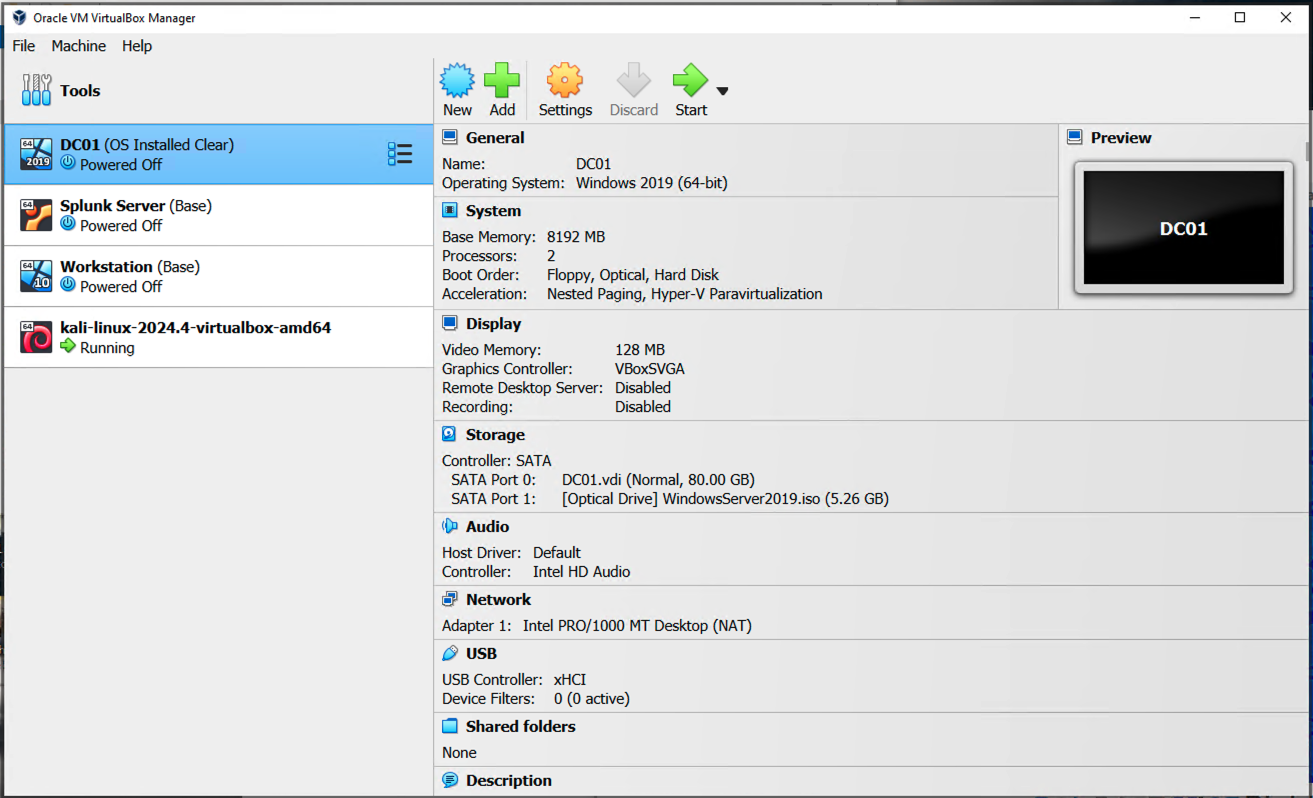 Oracle VM VirtualBox Manager
File Machine Help
Tools
New Add Settings Discard Start
64 2019 DC01 (OS Installed Clear)
Powered Off
64 Splunk Server (Base)
Powered Off
64 10 Workstation (Base)
Powered Off
64 kali-linux-2024.4-virtualbox-amd64
Running
General
Name: DC01
Operating System: Windows 2019 (64-bit)
System
Base Memory: 8192 MB
Processors: 2
Boot Order: Floppy, Optical, Hard Disk
Acceleration: Nested Paging, Hyper-V Paravirtualization
Preview
DC01
Display
Video Memory: 128 MB
Graphics Controller: VBoxSVGA
Remote Desktop Server: Disabled
Recording: Disabled
Storage
Controller: SATA
SATA Port 0: DC01.vdi (Normal, 80.00 GB)
SATA Port 1: [Optical Drive] WindowsServer2019.iso (5.26 GB)
Audio
Host Driver: Default
Controller: Intel HD Audio
Network
Adapter 1: Intel PRO/1000 MT Desktop (NAT)
USB
USB Controller: xHCI
Device Filters: 0 (0 active)
Shared folders
None
Description